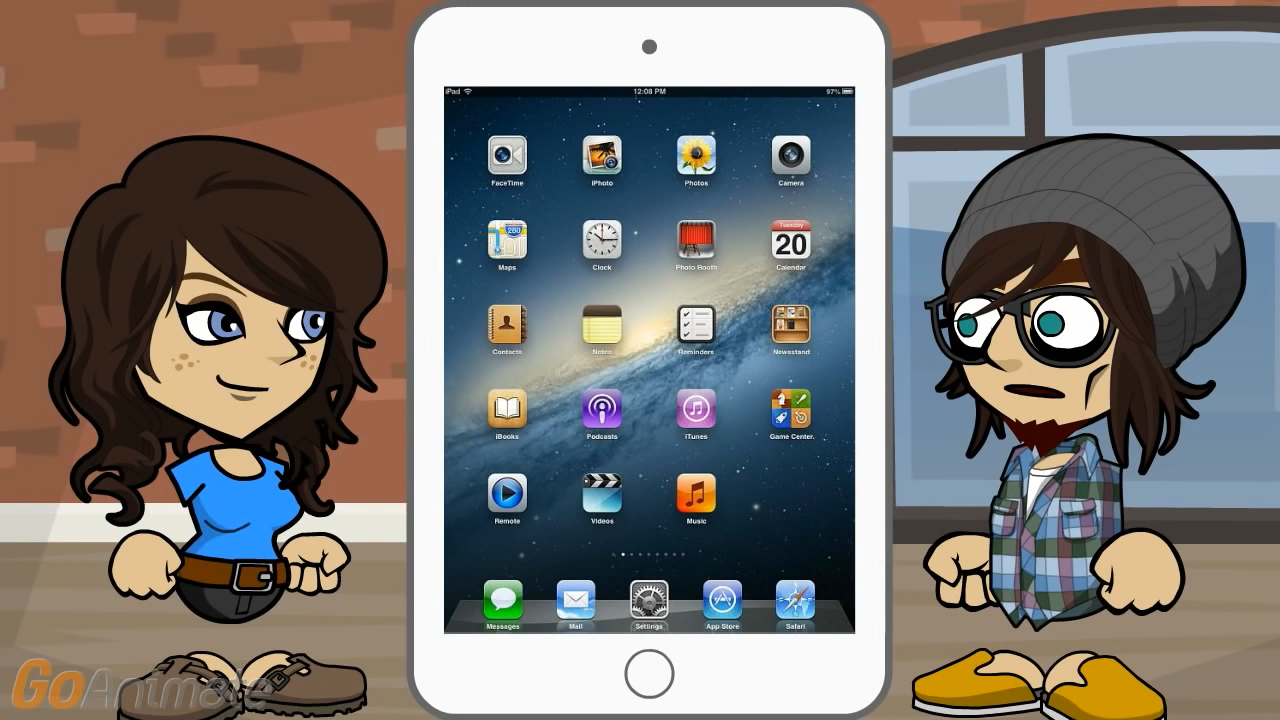 iPad 12:08 PM 97%
FaceTime iPhoto Photos Camera
280 Tuesday
20
Maps Clock Photo Booth Calendar
Contacts Notes Reminders Newsstand
iBooks Podcasts iTunes Game Center
Remote Videos Music
Messages Mail Settings App Store Safari
GoAnimate